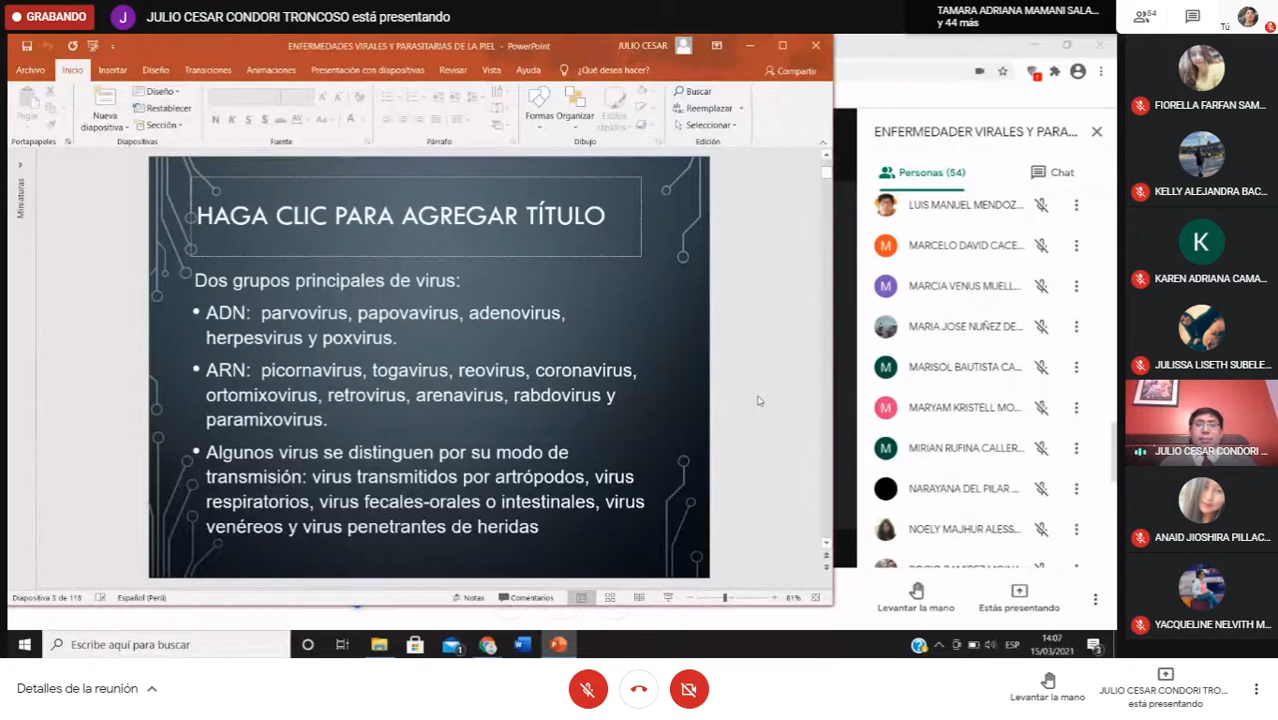 GRABANDO
J
JULIO CESAR CONDORI TRONCOSO está presentando
TAMARA ADRIANA MAMANI SALA...
y 44 más
54
Tú
ENFERMEDADES VIRALES Y PARASITARIAS DE LA PIEL - PowerPoint
JULIO CESAR
Archivo Inicio Insertar Diseño Transiciones Animaciones Presentación con diapositivas Revisar Vista Ayuda ¿Qué desea hacer? Compartir
Pegar
Nueva
diapositiva
Diseño
Restablecer
Sección
N K S S
Formas Organizar Estilos
rápidos
Buscar
Reemplazar
Seleccionar
Portapapeles Diapositivas Fuente Párrafo Dibujo Edición
Miniaturas
HAGA CLIC PARA AGREGAR TÍTULO
Dos grupos principales de virus:
• ADN: parvovirus, papovavirus, adenovirus,
herpesvirus y poxvirus.
• ARN: picornavirus, togavirus, reovirus, coronavirus,
ortomixovirus, retrovirus, arenavirus, rabdovirus y
paramixovirus.
• Algunos virus se distinguen por su modo de
transmisión: virus transmitidos por artrópodos, virus
respiratorios, virus fecales-orales o intestinales, virus
venéreos y virus penetrantes de heridas
Diapositiva 3 de 118 Español (Perú) Notas Comentarios 81%
ENFERMEDADER VIRALES Y PARA...
Personas (54) Chat
LUIS MANUEL MENDOZ...
M MARCELO DAVID CACE...
M MARCIA VENUS MUELL...
MARIA JOSE NUÑEZ DE...
M MARISOL BAUTISTA CA...
M MARYAM KRISTELL MO...
M MIRIAN RUFINA CALLER...
NARAYANA DEL PILAR ...
NOELY MAJHUR ALESS...
Levantar la mano Estás presentando
FIORELLA FARFAN SAM...
KELLY ALEJANDRA BAC...
K
KAREN ADRIANA CAMA...
JULISSA LISETH SUBELE...
JULIO CESAR CONDORI ...
ANAID JIOSHIRA PILLAC...
YACQUELINE NELVITH M...
Escribe aquí para buscar
ESP
14:07
15/03/2021
Detalles de la reunión
Levantar la mano
JULIO CESAR CONDORI TRO...
está presentando